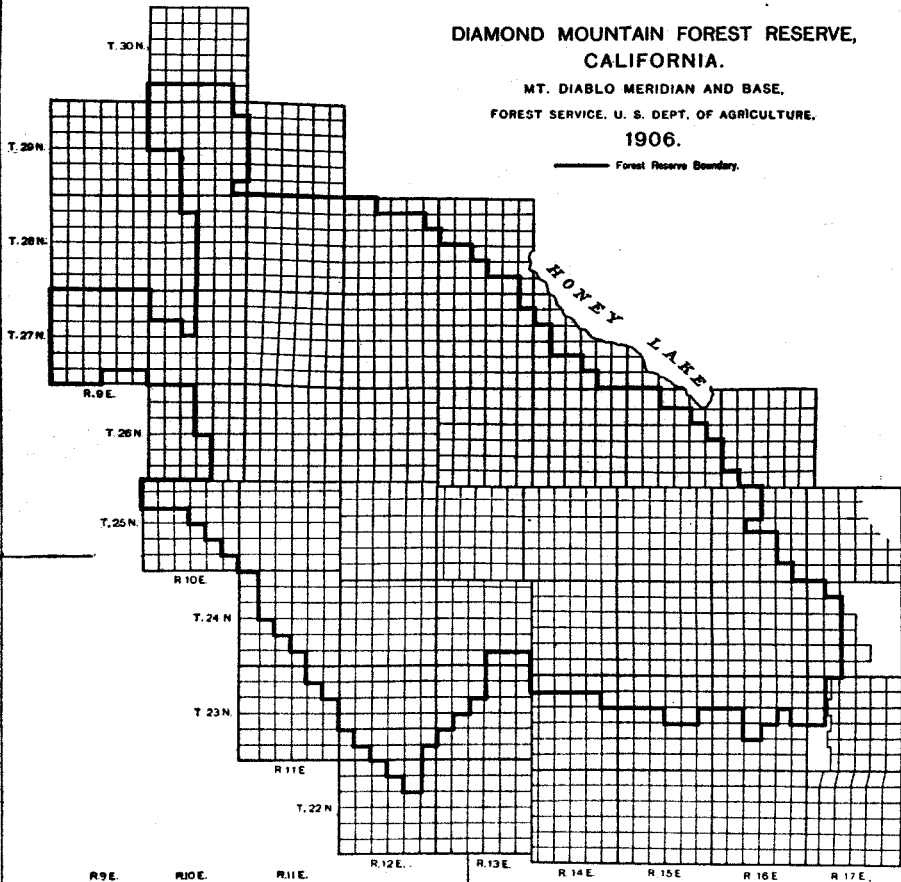 DIAMOND MOUNTAIN FOREST RESERVE,
CALIFORNIA.
MT. DIABLO MERIDIAN AND BASE,
FOREST SERVICE. U. S. DEPT. OF AGRICULTURE,
1906.
Forest Reserve Boundary.
T. 30 N.
T. 29 N.
T. 28 N.
HONEY LAKE
T. 27 N.
R. 9 E.
T. 26 N
T. 25 N.
R 10 E.
T. 24 N
T 23 N.
R 11 E
T. 22 N
R. 12 E.
R. 13 E.
R 14 E.
R. 15 E
R 16 E
R 17 E.
R 9 E.
R10 E.
R.11 E.